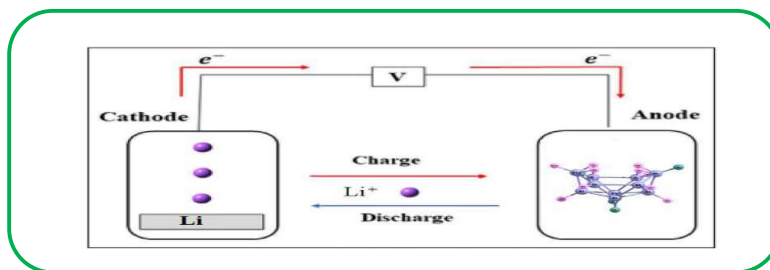 e⁻ e⁻
V
Cathode Anode
Charge
Li⁺
Discharge
Li